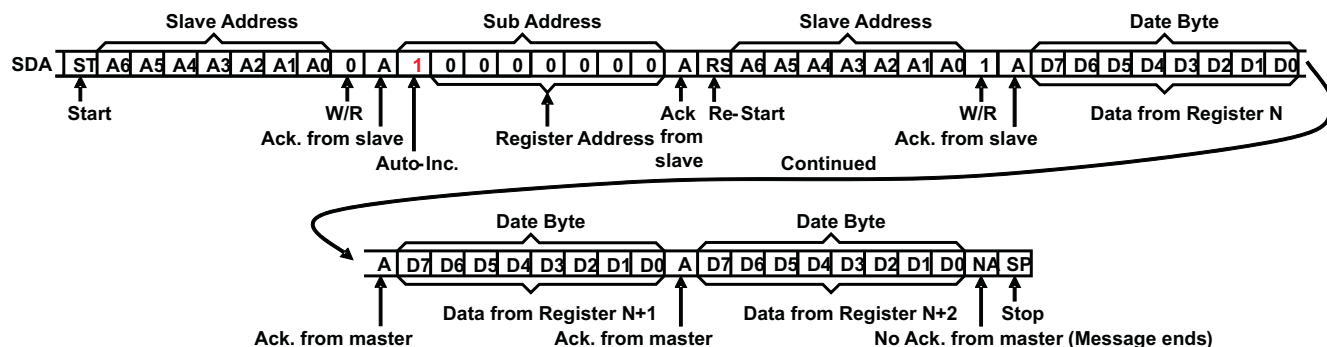 Slave Address Sub Address Slave Address Date Byte
SDA ST A6 A5 A4 A3 A2 A1 A0 0 A 1 0 0 0 0 0 0 0 A RS A6 A5 A4 A3 A2 A1 A0 1 A D7 D6 D5 D4 D3 D2 D1 D0
Start W/R Ack Re-Start W/R Data from Register N
Ack. from slave Register Address from Ack. from slave
Auto-Inc. slave Continued
Date Byte Date Byte
A D7 D6 D5 D4 D3 D2 D1 D0 A D7 D6 D5 D4 D3 D2 D1 D0 NA SP
Data from Register N+1 Data from Register N+2 Stop
Ack. from master Ack. from master No Ack. from master (Message ends)